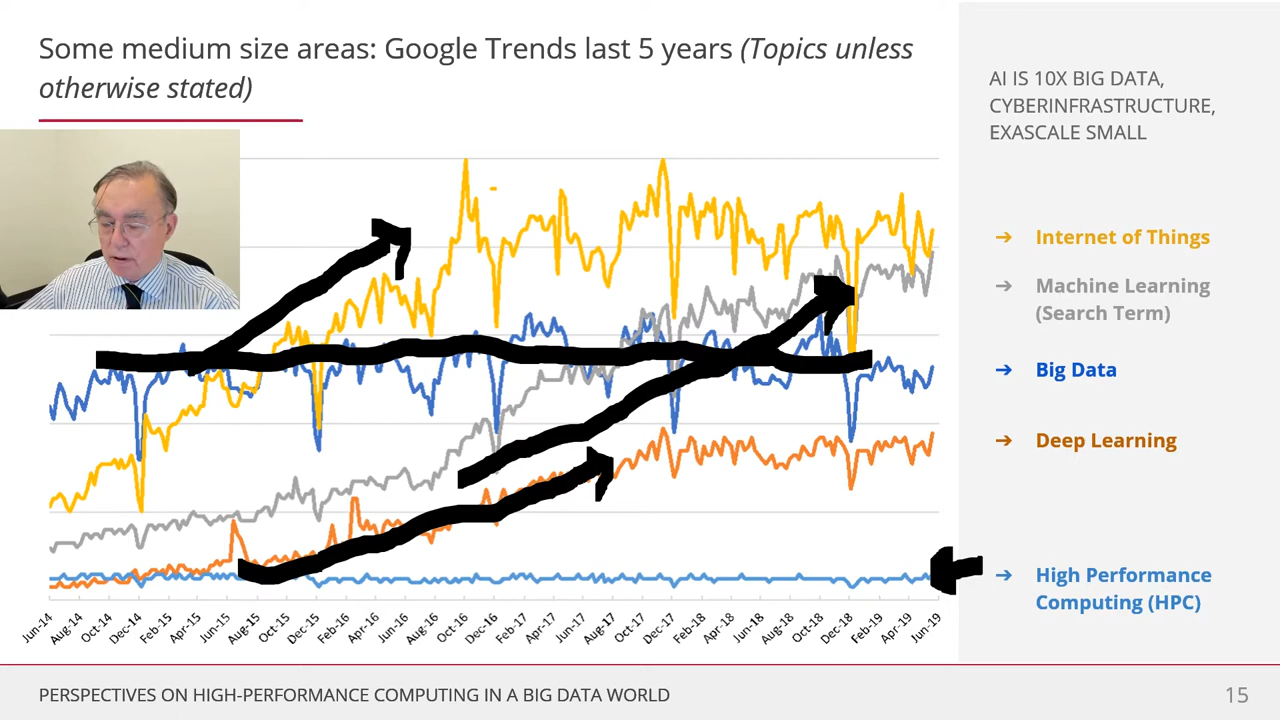 Some medium size areas: Google Trends last 5 years (Topics unless
otherwise stated)
AI IS 10X BIG DATA,
CYBERINFRASTRUCTURE,
EXASCALE SMALL
Internet of Things
Machine Learning
(Search Term)
Big Data
Deep Learning
High Performance
Computing (HPC)
Jun-14
Aug-14
Oct-14
Dec-14
Feb-15
Apr-15
Jun-15
Aug-15
Oct-15
Dec-15
Feb-16
Apr-16
Jun-16
Aug-16
Oct-16
Dec-16
Feb-17
Apr-17
Jun-17
Aug-17
Oct-17
Dec-17
Feb-18
Apr-18
Jun-18
Aug-18
Oct-18
Dec-18
Feb-19
Apr-19
Jun-19
PERSPECTIVES ON HIGH-PERFORMANCE COMPUTING IN A BIG DATA WORLD
15